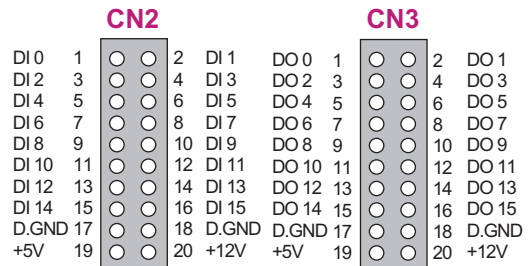 CN2 CN3
DI 0 1 2 DI 1 DO 0 1 2 DO 1
DI 2 3 4 DI 3 DO 2 3 4 DO 3
DI 4 5 6 DI 5 DO 4 5 6 DO 5
DI 6 7 8 DI 7 DO 6 7 8 DO 7
DI 8 9 10 DI 9 DO 8 9 10 DO 9
DI 10 11 12 DI 11 DO 10 11 12 DO 11
DI 12 13 14 DI 13 DO 12 13 14 DO 13
DI 14 15 16 DI 15 DO 14 15 16 DO 15
D.GND 17 18 D.GND D.GND 17 18 D.GND
+5V 19 20 +12V +5V 19 20 +12V